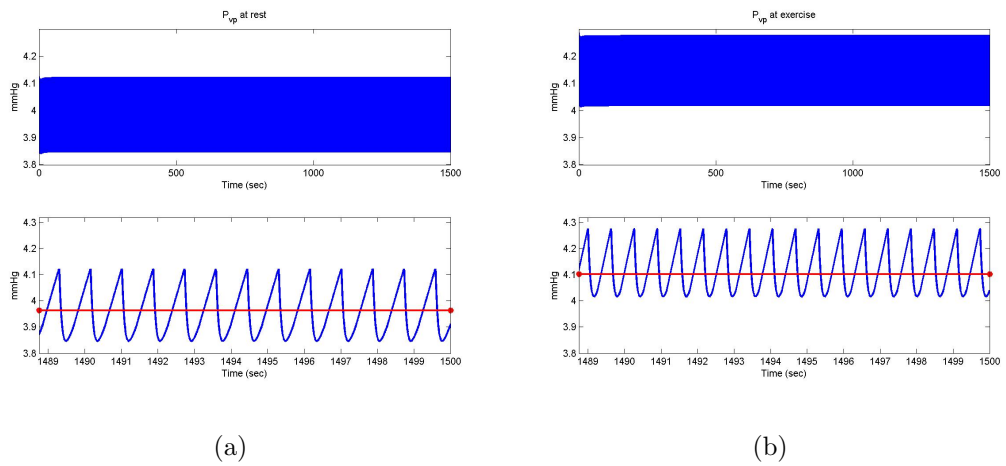 P_vp at rest
4.2
4.1
4
3.9
3.8
mmHg
0 500 1000 1500
Time (sec)
4.3
4.2
4.1
4
3.9
3.8
mmHg
1489 1490 1491 1492 1493 1494 1495 1496 1497 1498 1499 1500
Time (sec)
(a)
P_vp at exercise
4.2
4.1
4
3.9
3.8
mmHg
0 500 1000 1500
Time (sec)
4.3
4.2
4.1
4
3.9
3.8
mmHg
1489 1490 1491 1492 1493 1494 1495 1496 1497 1498 1499 1500
Time (sec)
(b)